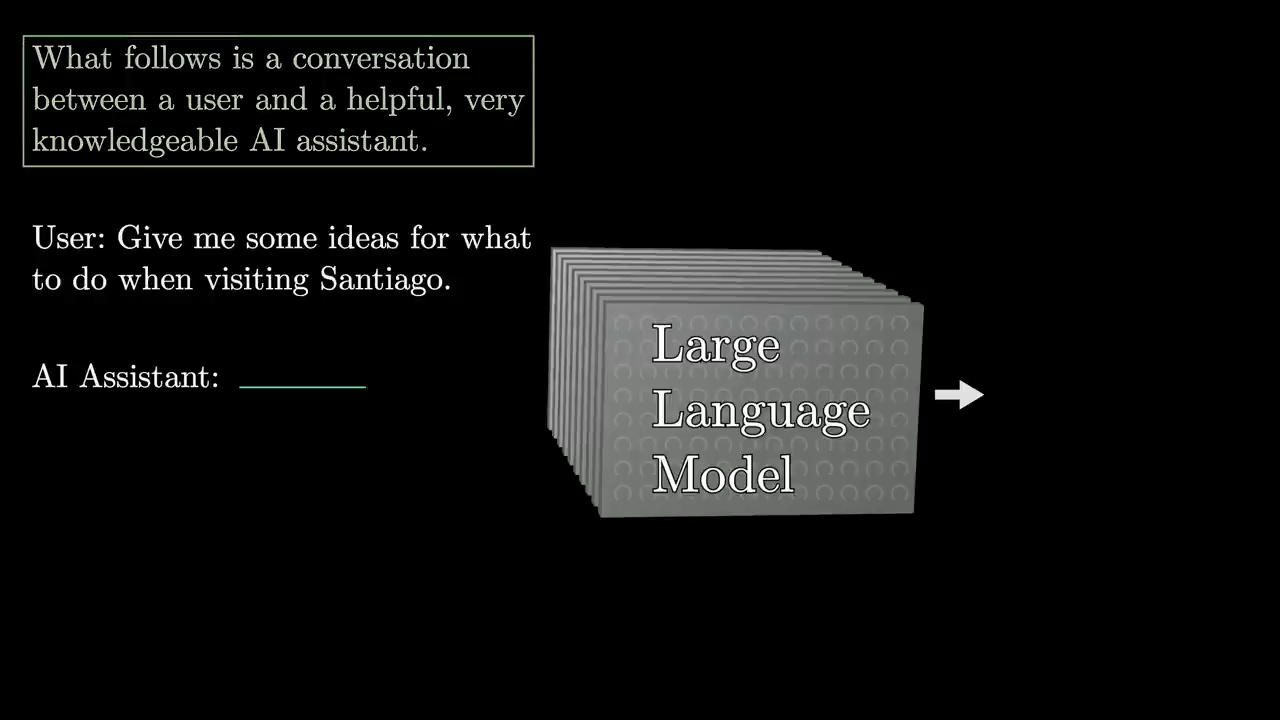 What follows is a conversation
between a user and a helpful, very
knowledgeable AI assistant.
User: Give me some ideas for what
to do when visiting Santiago.
AI Assistant:
Large
Language
Model